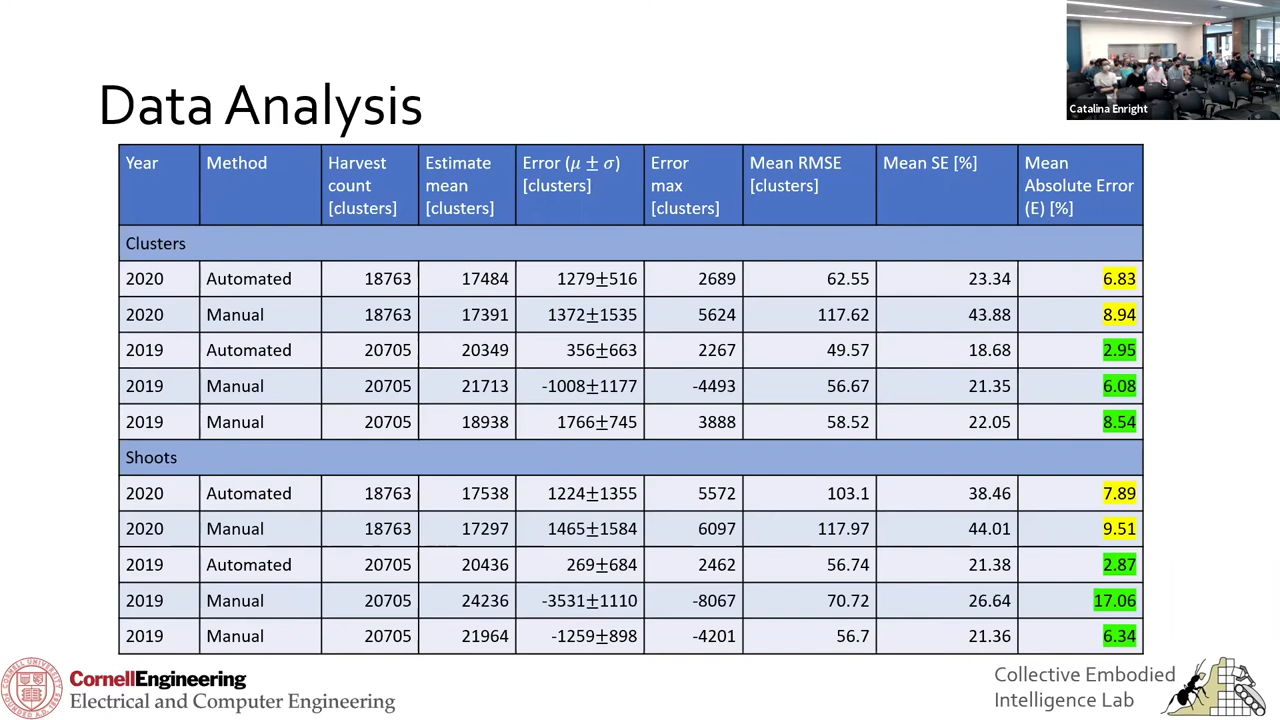 Catalina Enright
Data Analysis
Year Method Harvest count [clusters] Estimate mean [clusters] Error (μ ± σ) [clusters] Error max [clusters] Mean RMSE [clusters] Mean SE [%] Mean Absolute Error (E) [%]
Clusters
2020 Automated 18763 17484 1279±516 2689 62.55 23.34 6.83
2020 Manual 18763 17391 1372±1535 5624 117.62 43.88 8.94
2019 Automated 20705 20349 356±663 2267 49.57 18.68 2.95
2019 Manual 20705 21713 -1008±1177 -4493 56.67 21.35 6.08
2019 Manual 20705 18938 1766±745 3888 58.52 22.05 8.54
Shoots
2020 Automated 18763 17538 1224±1355 5572 103.1 38.46 7.89
2020 Manual 18763 17297 1465±1584 6097 117.97 44.01 9.51
2019 Automated 20705 20436 269±684 2462 56.74 21.38 2.87
2019 Manual 20705 24236 -3531±1110 -8067 70.72 26.64 17.06
2019 Manual 20705 21964 -1259±898 -4201 56.7 21.36 6.34
CornellEngineering
Electrical and Computer Engineering
Collective Embodied
Intelligence Lab